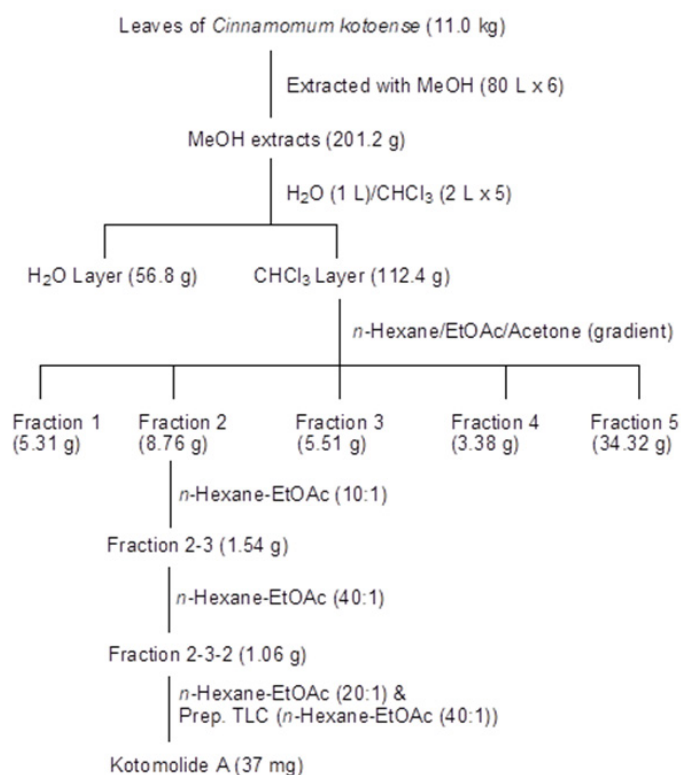 Leaves of Cinnamomum kotoense (11.0 kg)
Extracted with MeOH (80 L x 6)
MeOH extracts (201.2 g)
H₂O (1 L)/CHCl₃ (2 L x 5)
H₂O Layer (56.8 g)
CHCl₃ Layer (112.4 g)
n-Hexane/EtOAc/Acetone (gradient)
Fraction 1
(5.31 g)
Fraction 2
(8.76 g)
Fraction 3
(5.51 g)
Fraction 4
(3.38 g)
Fraction 5
(34.32 g)
n-Hexane-EtOAc (10:1)
Fraction 2-3 (1.54 g)
n-Hexane-EtOAc (40:1)
Fraction 2-3-2 (1.06 g)
n-Hexane-EtOAc (20:1) &
Prep. TLC (n-Hexane-EtOAc (40:1))
Kotomolide A (37 mg)